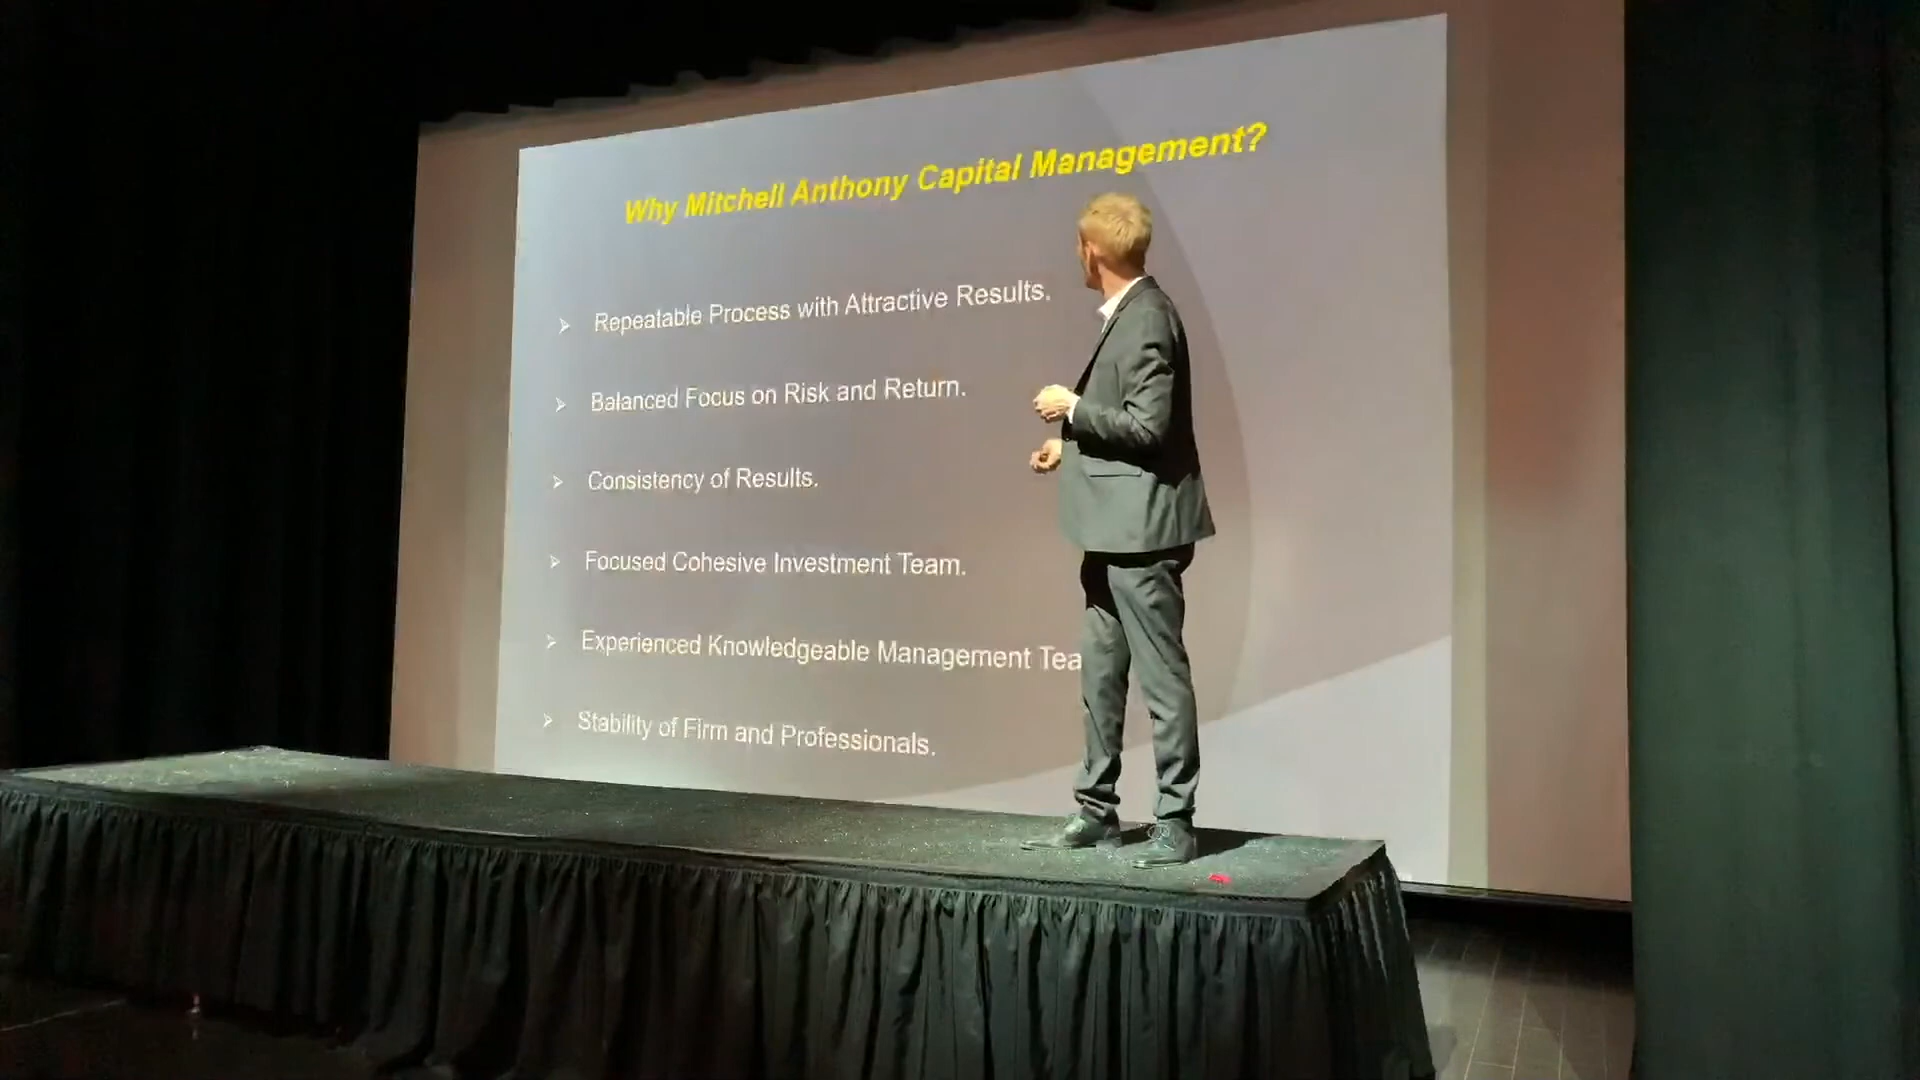 Why Mitchell Anthony Capital Management?
Repeatable Process with Attractive Results.
Balanced Focus on Risk and Return.
Consistency of Results.
Focused Cohesive Investment Team.
Experienced Knowledgeable Management Tea
Stability of Firm and Professionals.